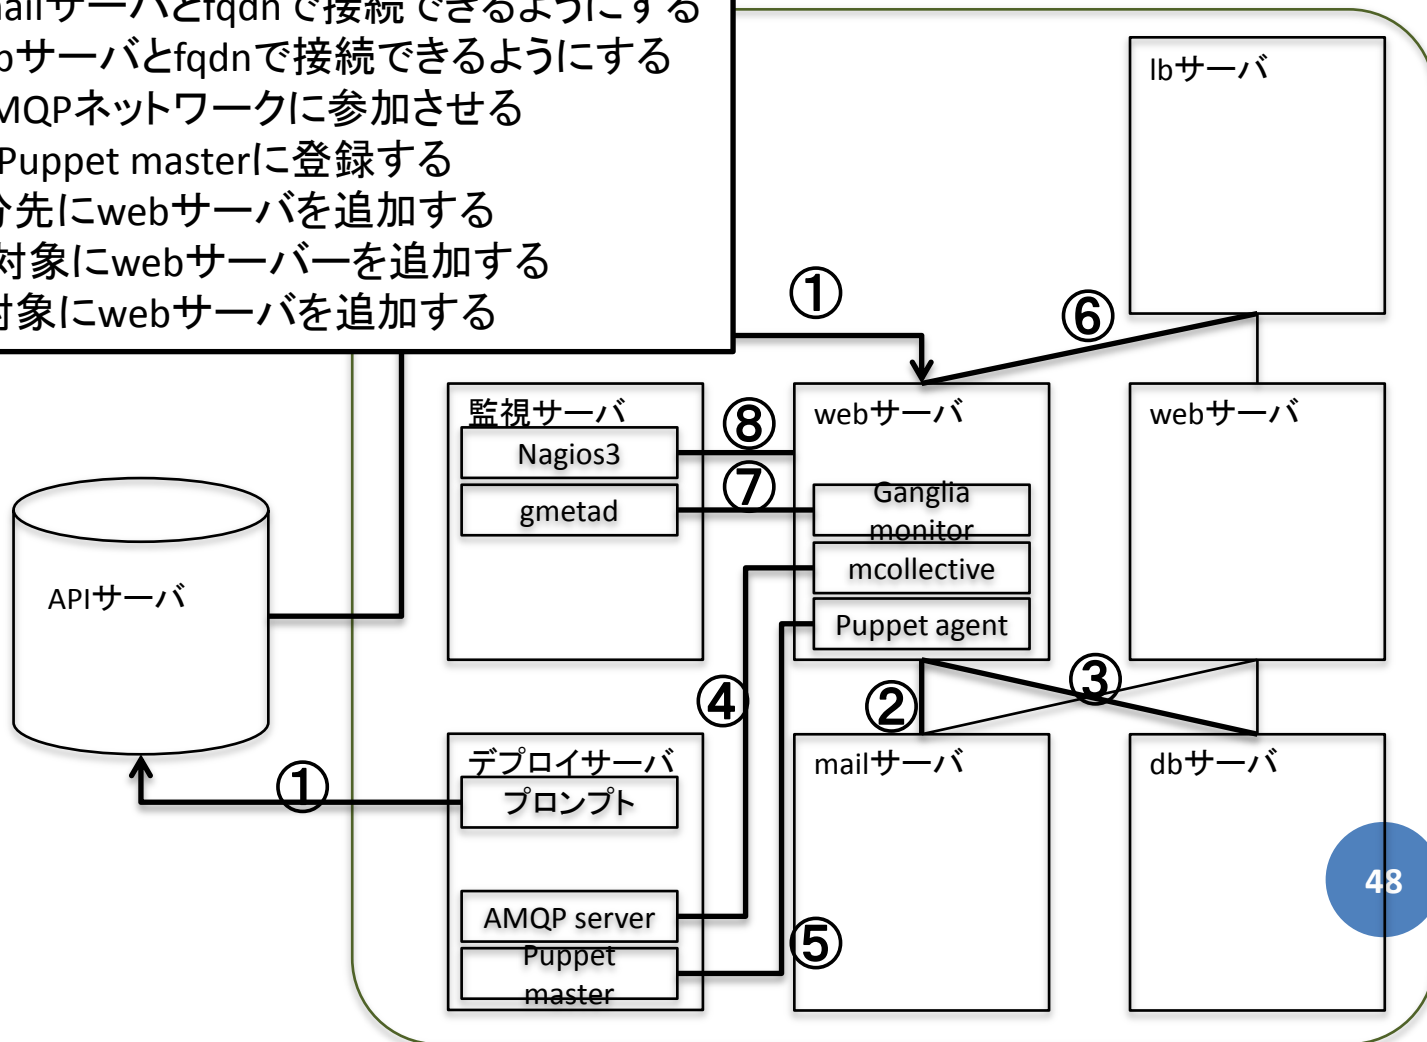 mailサーバとfqdnで接続できるようにする
bサーバとfqdnで接続できるようにする
MQPネットワークに参加させる
Puppet masterに登録する
分先にwebサーバを追加する
対象にwebサーバーを追加する
対象にwebサーバを追加する
lbサーバ
①
⑥
監視サーバ
Nagios3
gmetad
⑧
⑦
webサーバ
Ganglia
monitor
mcollective
Puppet agent
webサーバ
APIサーバ
④
②
③
①
デプロイサーバ
プロンプト
AMQP server
Puppet
master
⑤
mailサーバ
dbサーバ
48